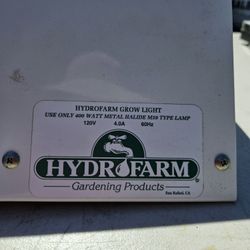 HYDROFARM GROW LIGHT
USE ONLY 400 WATT METAL HALIDE M59 TYPE LAMP
120V 4.0A 60Hz
HYDROFARM
Gardening Products
San Rafael, CA